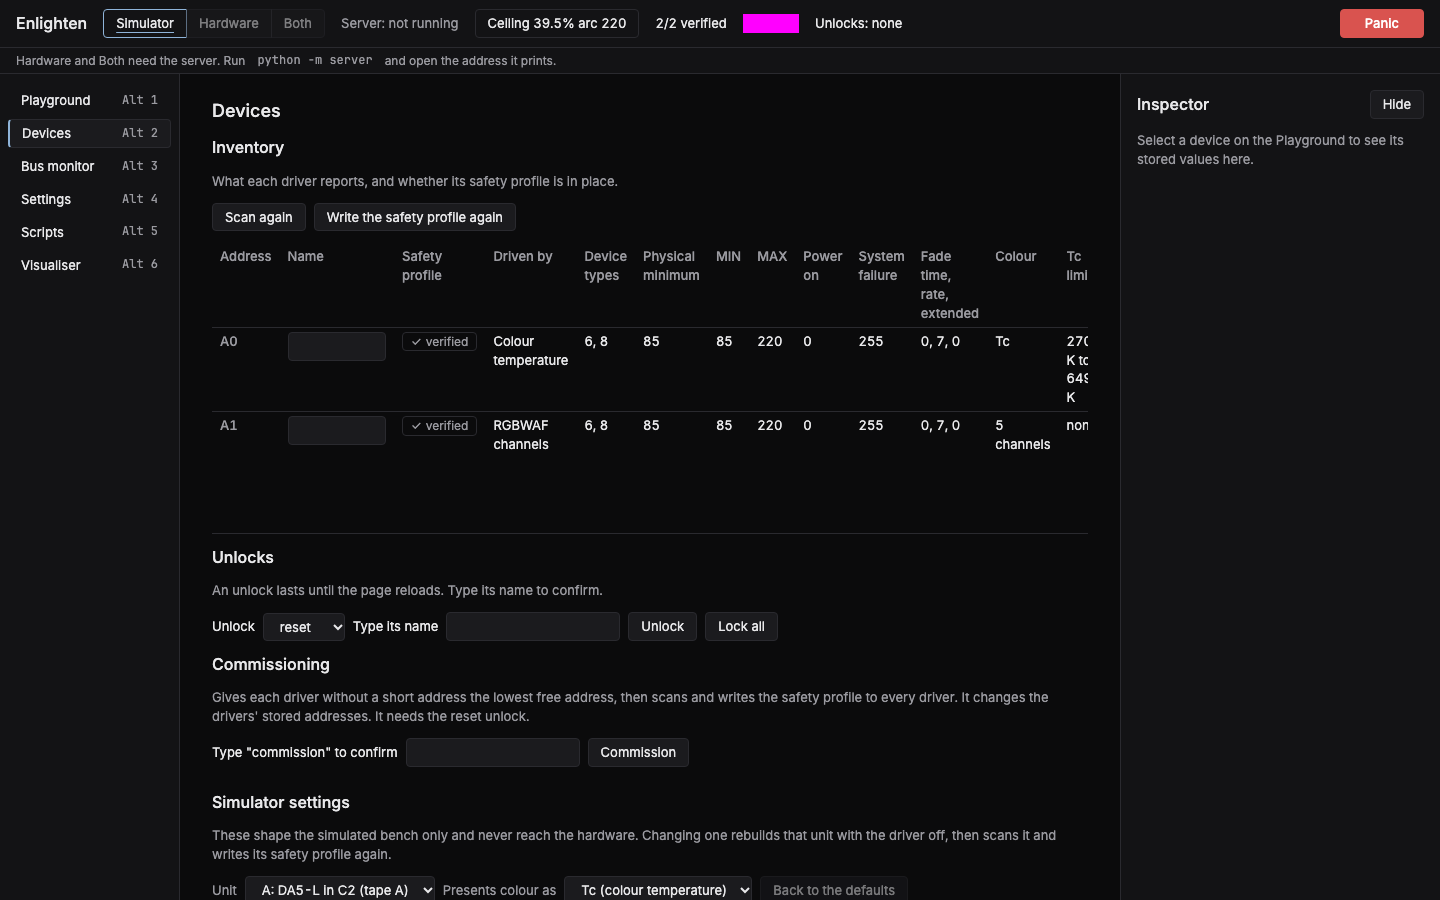 Enlighten Simulator Hardware Both Server: not running Ceiling 39.5% arc 220 2/2 verified Unlocks: none Panic
Hardware and Both need the server. Run python -m server and open the address it prints.
Playground Alt 1
Devices Alt 2
Bus monitor Alt 3
Settings Alt 4
Scripts Alt 5
Visualiser Alt 6
Devices
Inventory
What each driver reports, and whether its safety profile is in place.
Scan again Write the safety profile again
Address Name Safety profile Driven by Device types Physical minimum MIN MAX Power on System failure Fade time, rate, extended Colour Tc limi
A0 ✓ verified Colour temperature 6, 8 85 85 220 0 255 0, 7, 0 Tc 270 K to 649 K
A1 ✓ verified RGBWAF channels 6, 8 85 85 220 0 255 0, 7, 0 5 channels non
Unlocks
An unlock lasts until the page reloads. Type its name to confirm.
Unlock reset Type its name Unlock Lock all
Commissioning
Gives each driver without a short address the lowest free address, then scans and writes the safety profile to every driver. It changes the
drivers' stored addresses. It needs the reset unlock.
Type "commission" to confirm Commission
Simulator settings
These shape the simulated bench only and never reach the hardware. Changing one rebuilds that unit with the driver off, then scans it and
writes its safety profile again.
Unit A: DA5-L in C2 (tape A) Presents colour as Tc (colour temperature) Back to the defaults
Inspector Hide
Select a device on the Playground to see its
stored values here.